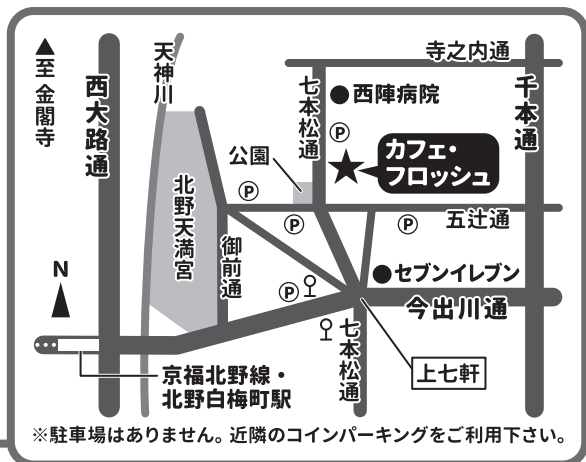 ▲至 金閣寺
西大路通
天神川
寺之内通
千本通
七本松通
●西陣病院
P
★
カフェ・
フロッシュ
公園
P
P
P
五辻通
北野天満宮
御前通
N
P
●セブンイレブン
今出川通
七本松通
上七軒
京福北野線・
北野白梅町駅
※駐車場はありません。近隣のコインパーキングをご利用下さい。